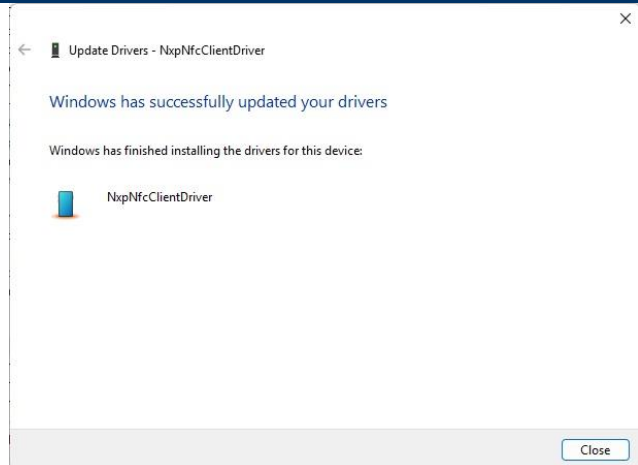 Update Drivers - NxpNfcClientDriver
Windows has successfully updated your drivers
Windows has finished installing the drivers for this device:
NxpNfcClientDriver
Close